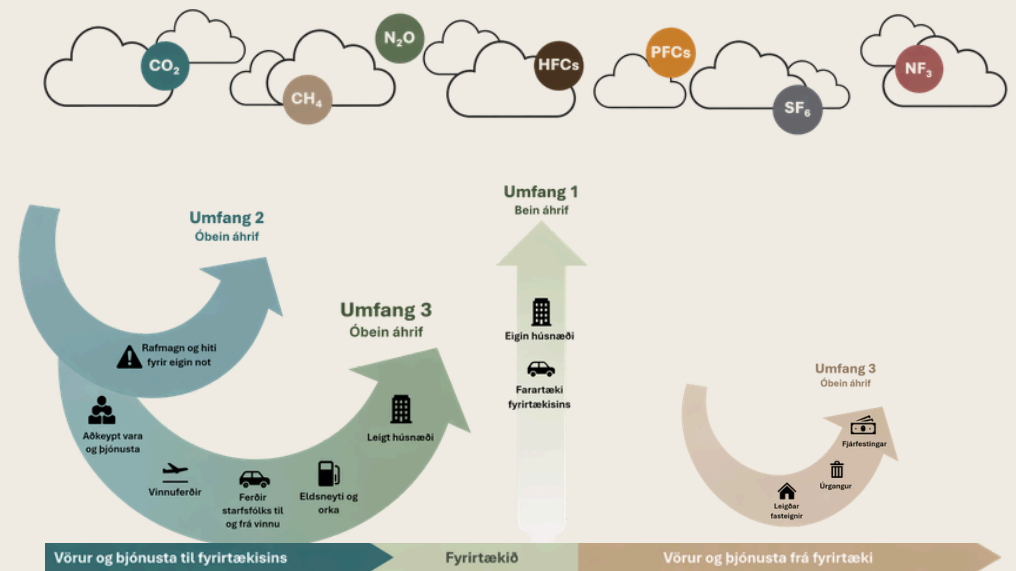 CO₂
CH₄
N₂O
HFCs
PFCs
SF₆
NF₃
Umfang 2
Óbein áhrif
Rafmagn og hiti
fyrir eigin not
Umfang 3
Óbein áhrif
Aðkeypt vara
og þjónusta
Vinnuferðir
Ferðir
starfsfólks til
og frá vinnu
Eldsneyti og
orka
Leigt húsnæði
Umfang 1
Bein áhrif
Eigin húsnæði
Farartæki
fyrirtækisins
Umfang 3
Óbein áhrif
Fjárfestingar
Úrgangur
Leigðar
fasteignir
Vörur og þjónusta til fyrirtækisins
Fyrirtækið
Vörur og þjónusta frá fyrirtæki